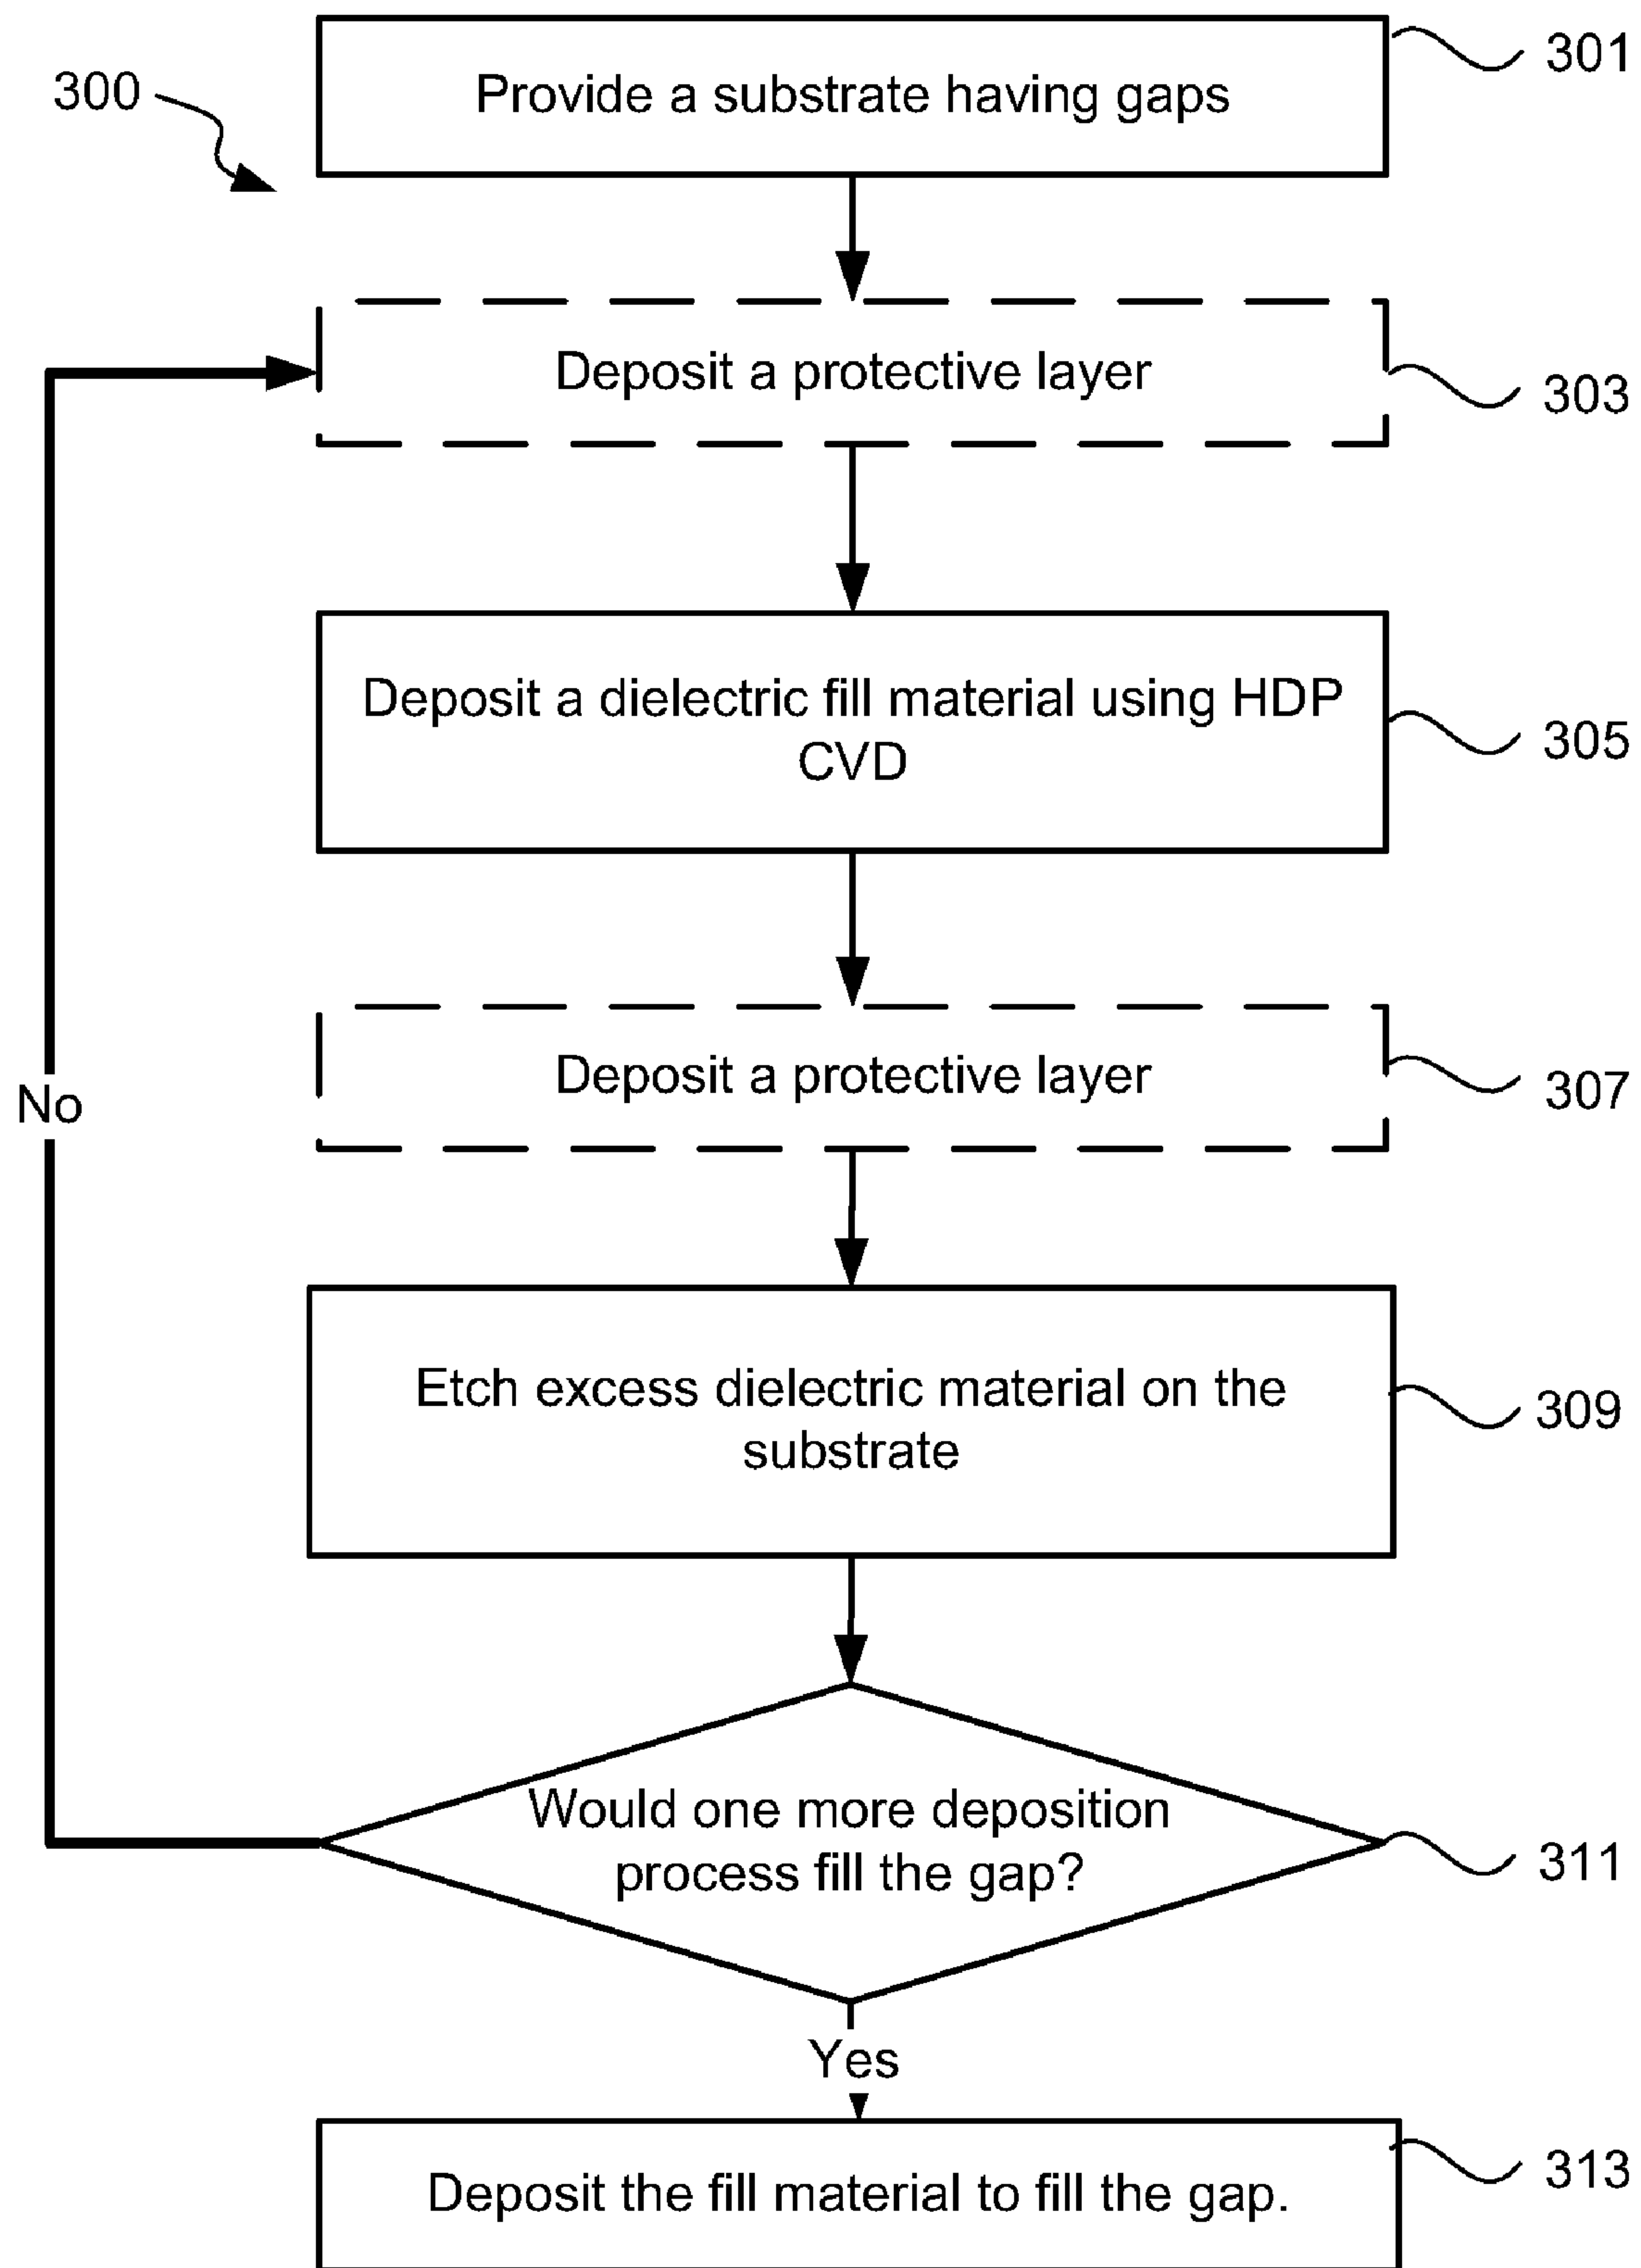 300
Provide a substrate having gaps
301
Deposit a protective layer
303
Deposit a dielectric fill material using HDP
CVD
305
Deposit a protective layer
307
No
Etch excess dielectric material on the
substrate
309
Would one more deposition
process fill the gap?
311
Yes
Deposit the fill material to fill the gap.
313